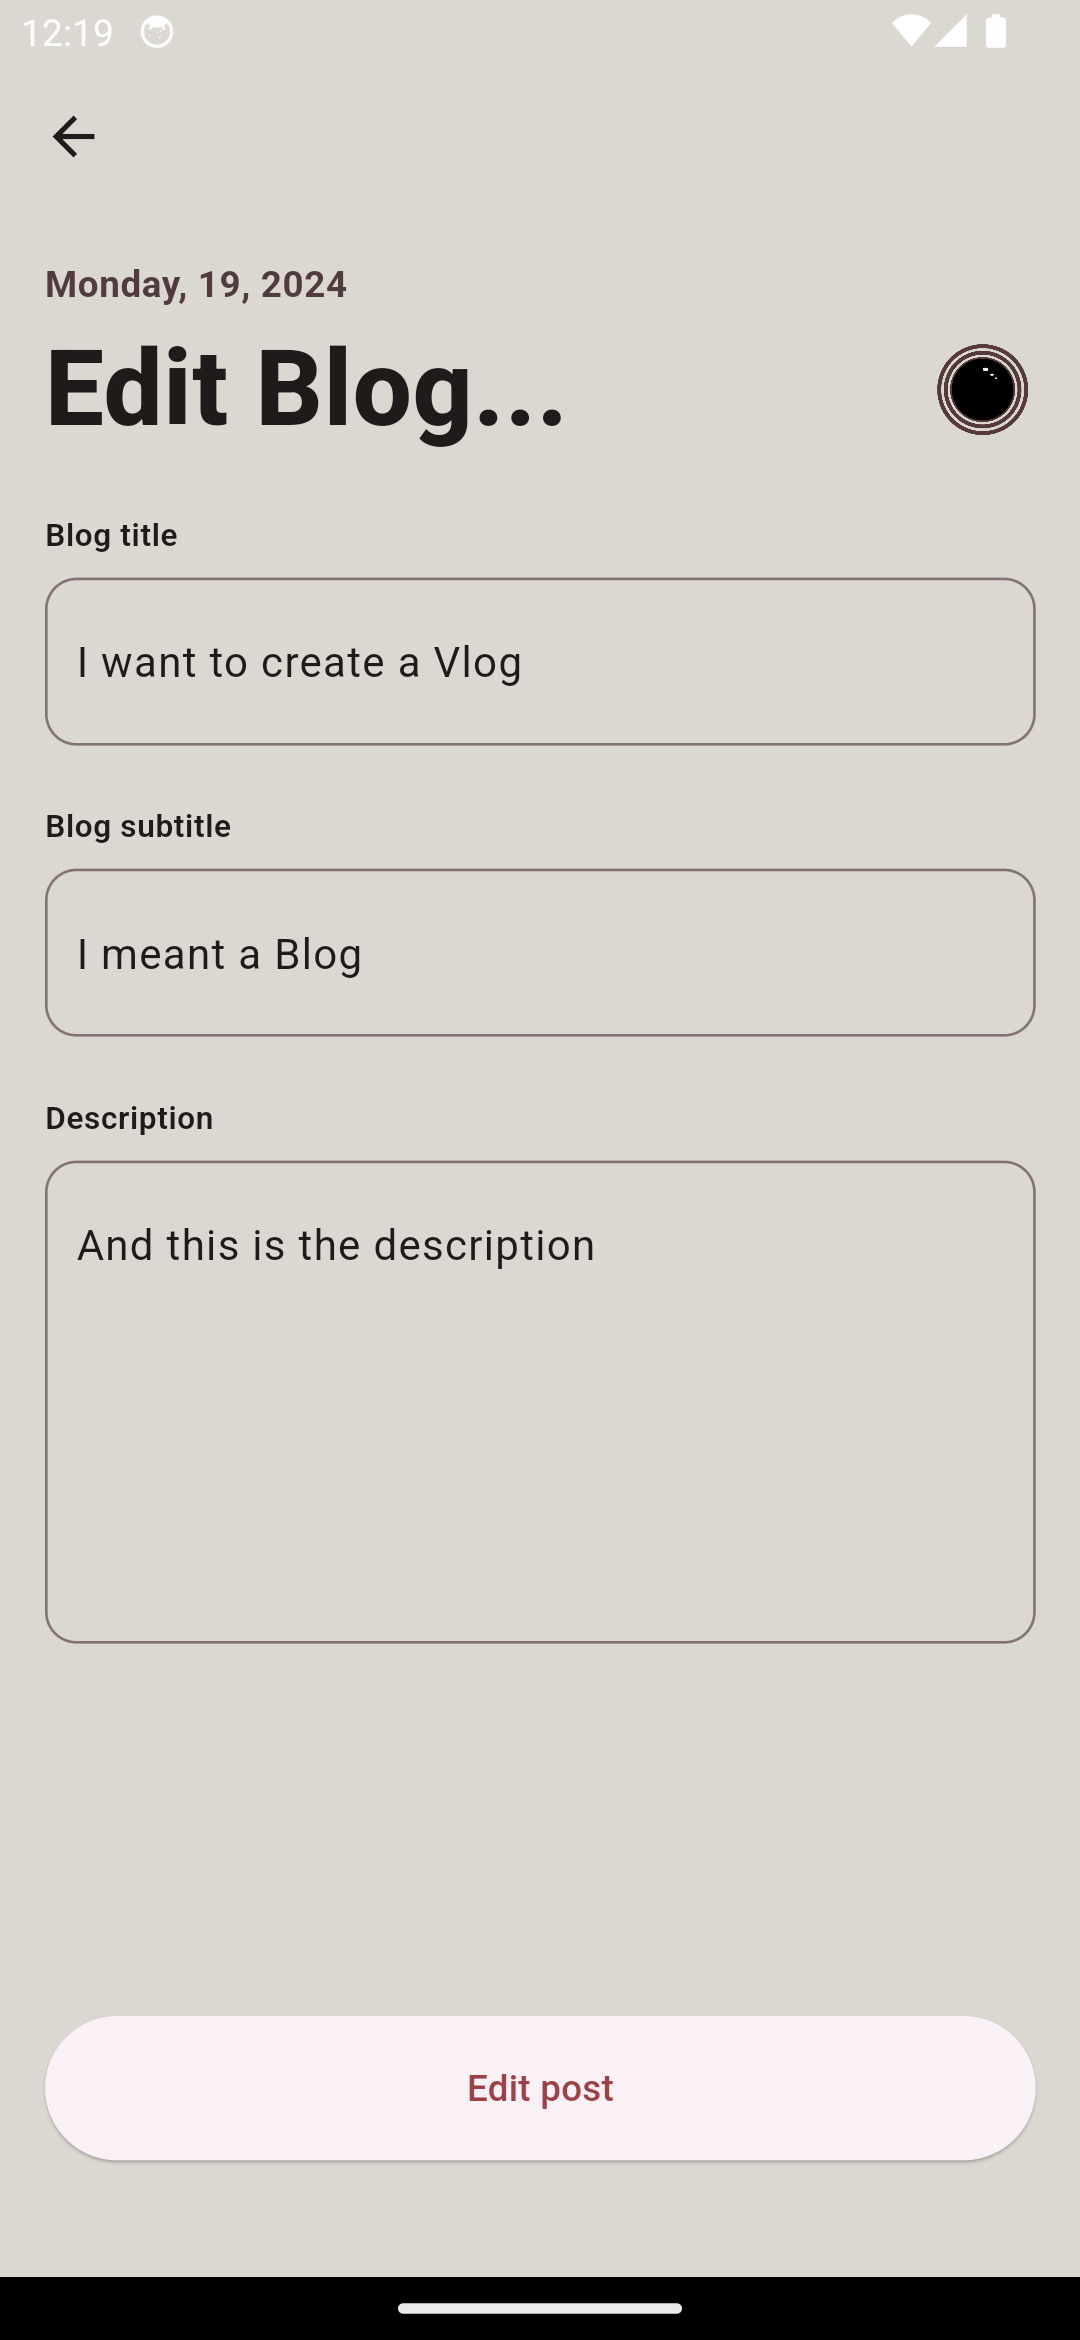 12:19
Monday, 19, 2024
Edit Blog...
Blog title
I want to create a Vlog
Blog subtitle
I meant a Blog
Description
And this is the description
Edit post